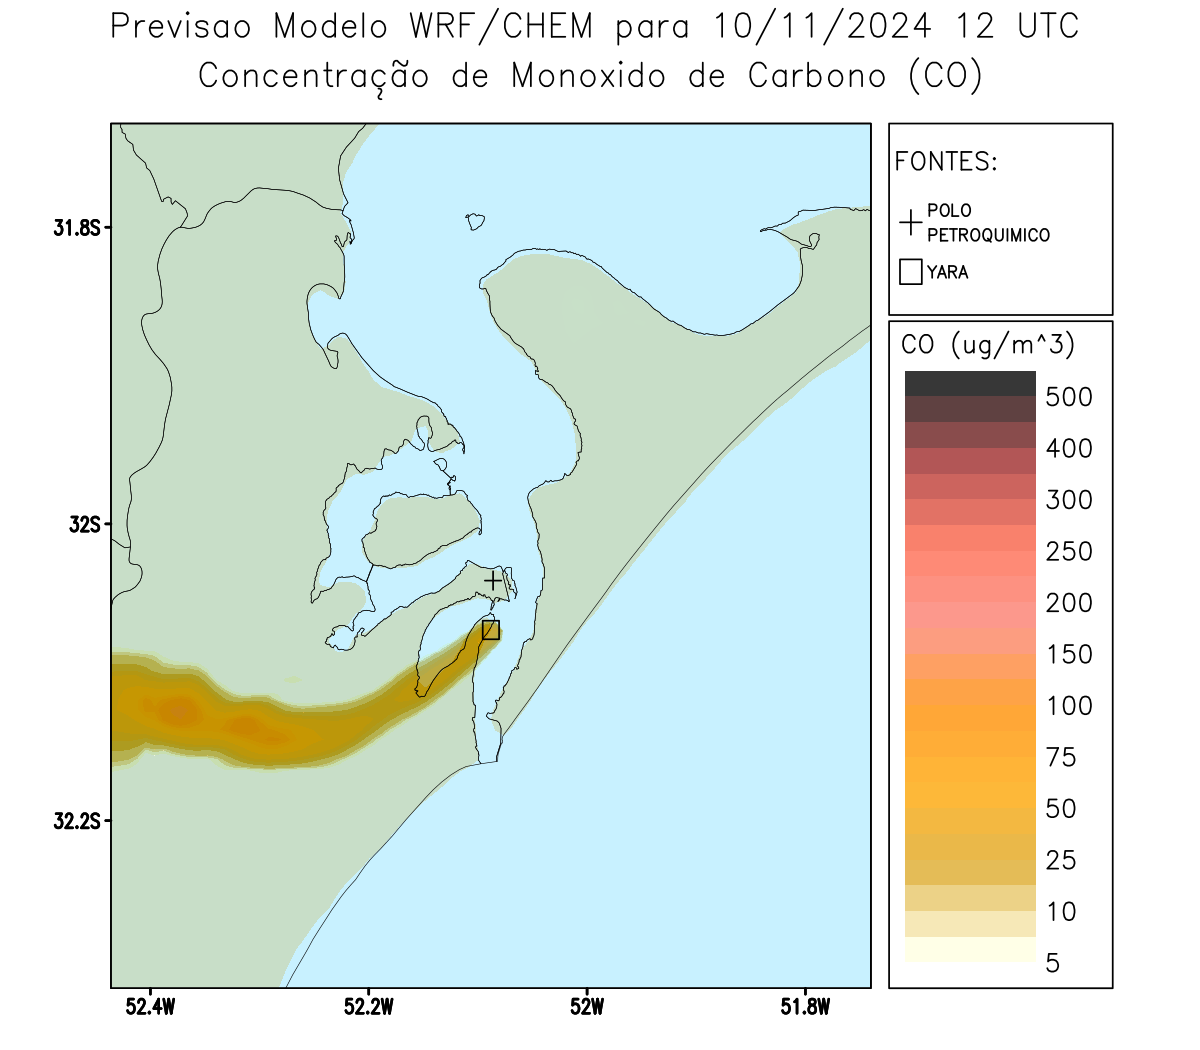 Previsao Modelo WRF/CHEM para 10/11/2024 12 UTC
Concentração de Monoxido de Carbono (CO)
FONTES:
POLO
PETROQUIMICO
YARA
CO (ug/m^3)
500
400
300
250
200
150
100
75
50
25
10
5
31.8S
32S
32.2S
52.4W
52.2W
52W
51.8W